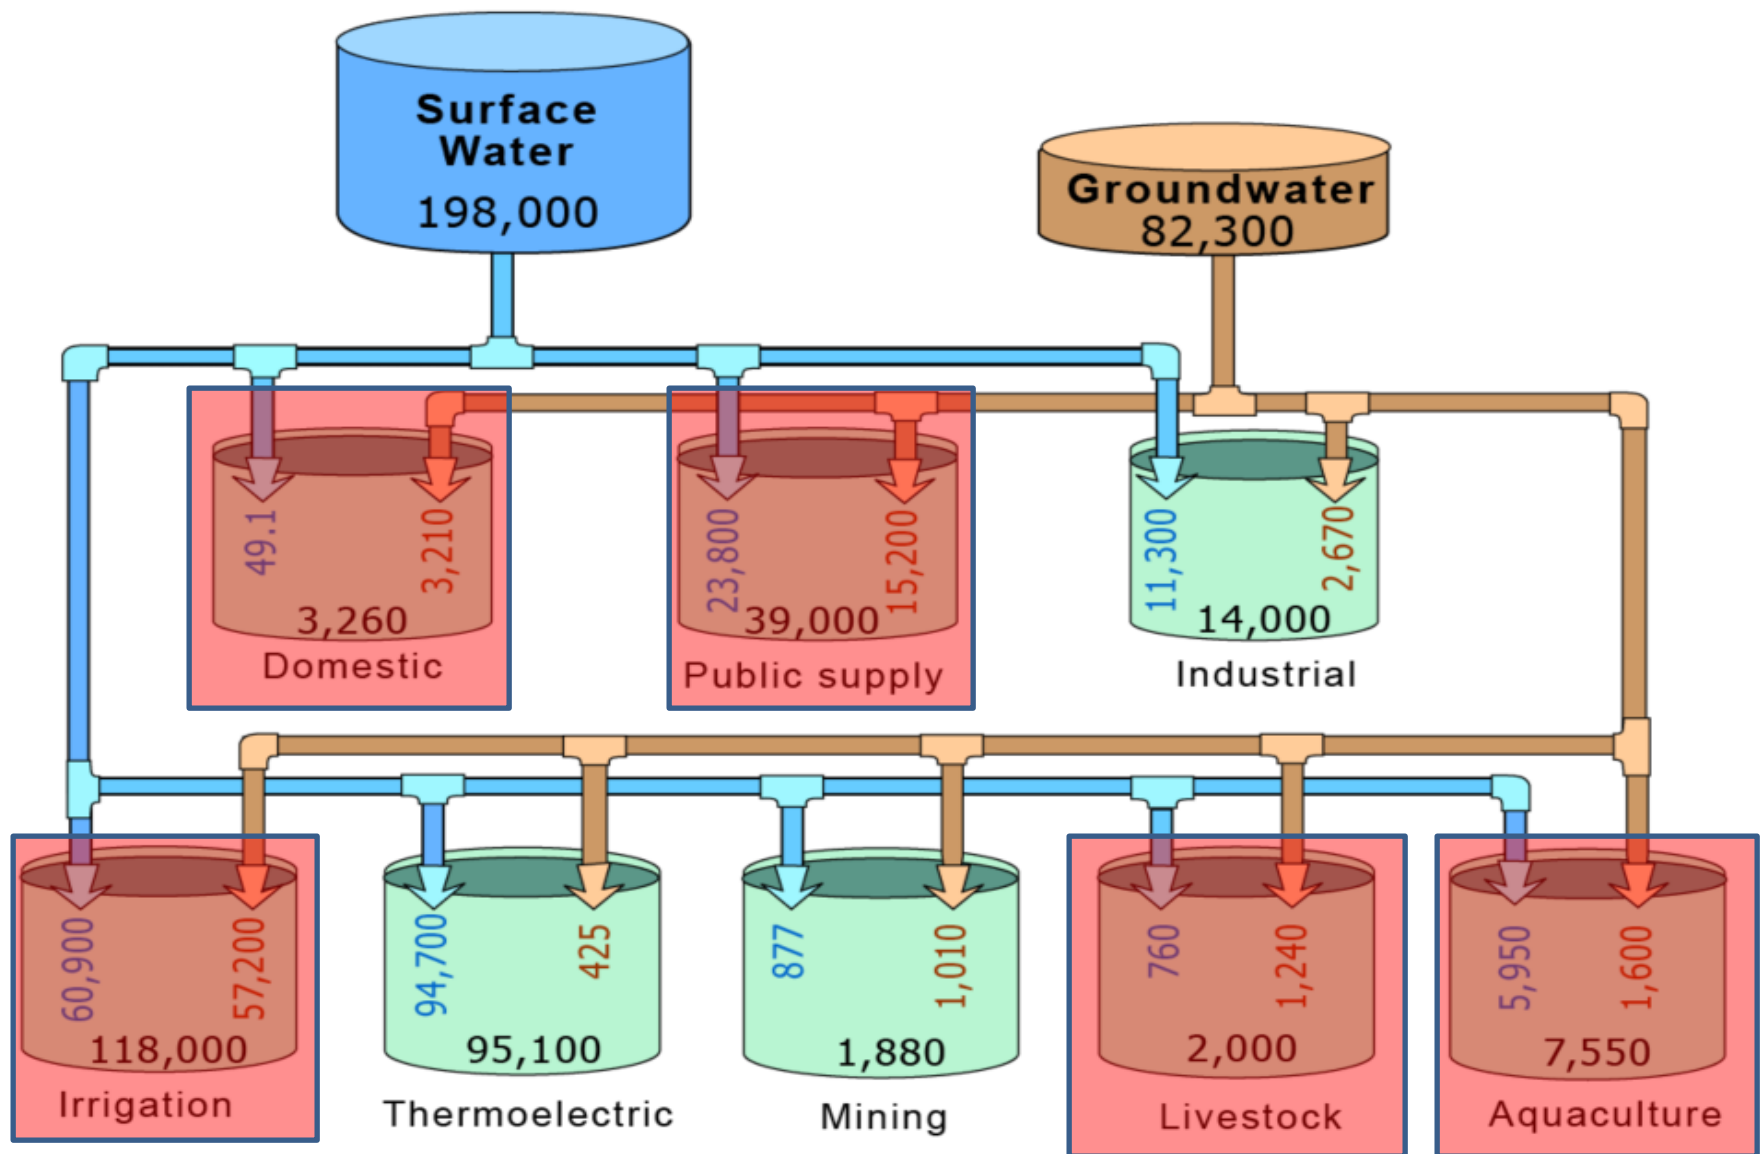 Surface
Water
198,000
Groundwater
82,300
49.1
3,210
3,260
Domestic
23,800
15,200
39,000
Public supply
11,300
2,670
14,000
Industrial
60,900
57,200
118,000
Irrigation
94,700
425
95,100
Thermoelectric
877
1,010
1,880
Mining
760
1,240
2,000
Livestock
5,950
1,600
7,550
Aquaculture